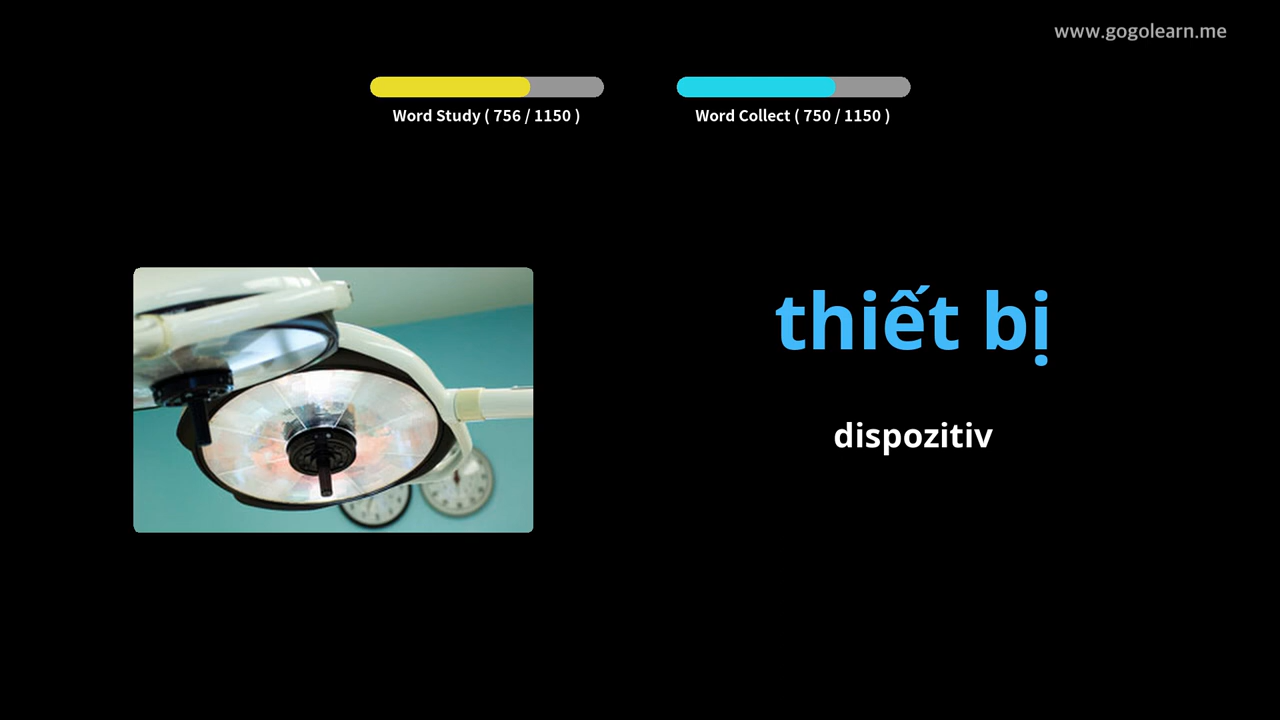 www.gogolearn.me
Word Study ( 756 / 1150 )
Word Collect ( 750 / 1150 )
thiết bị
dispozitiv